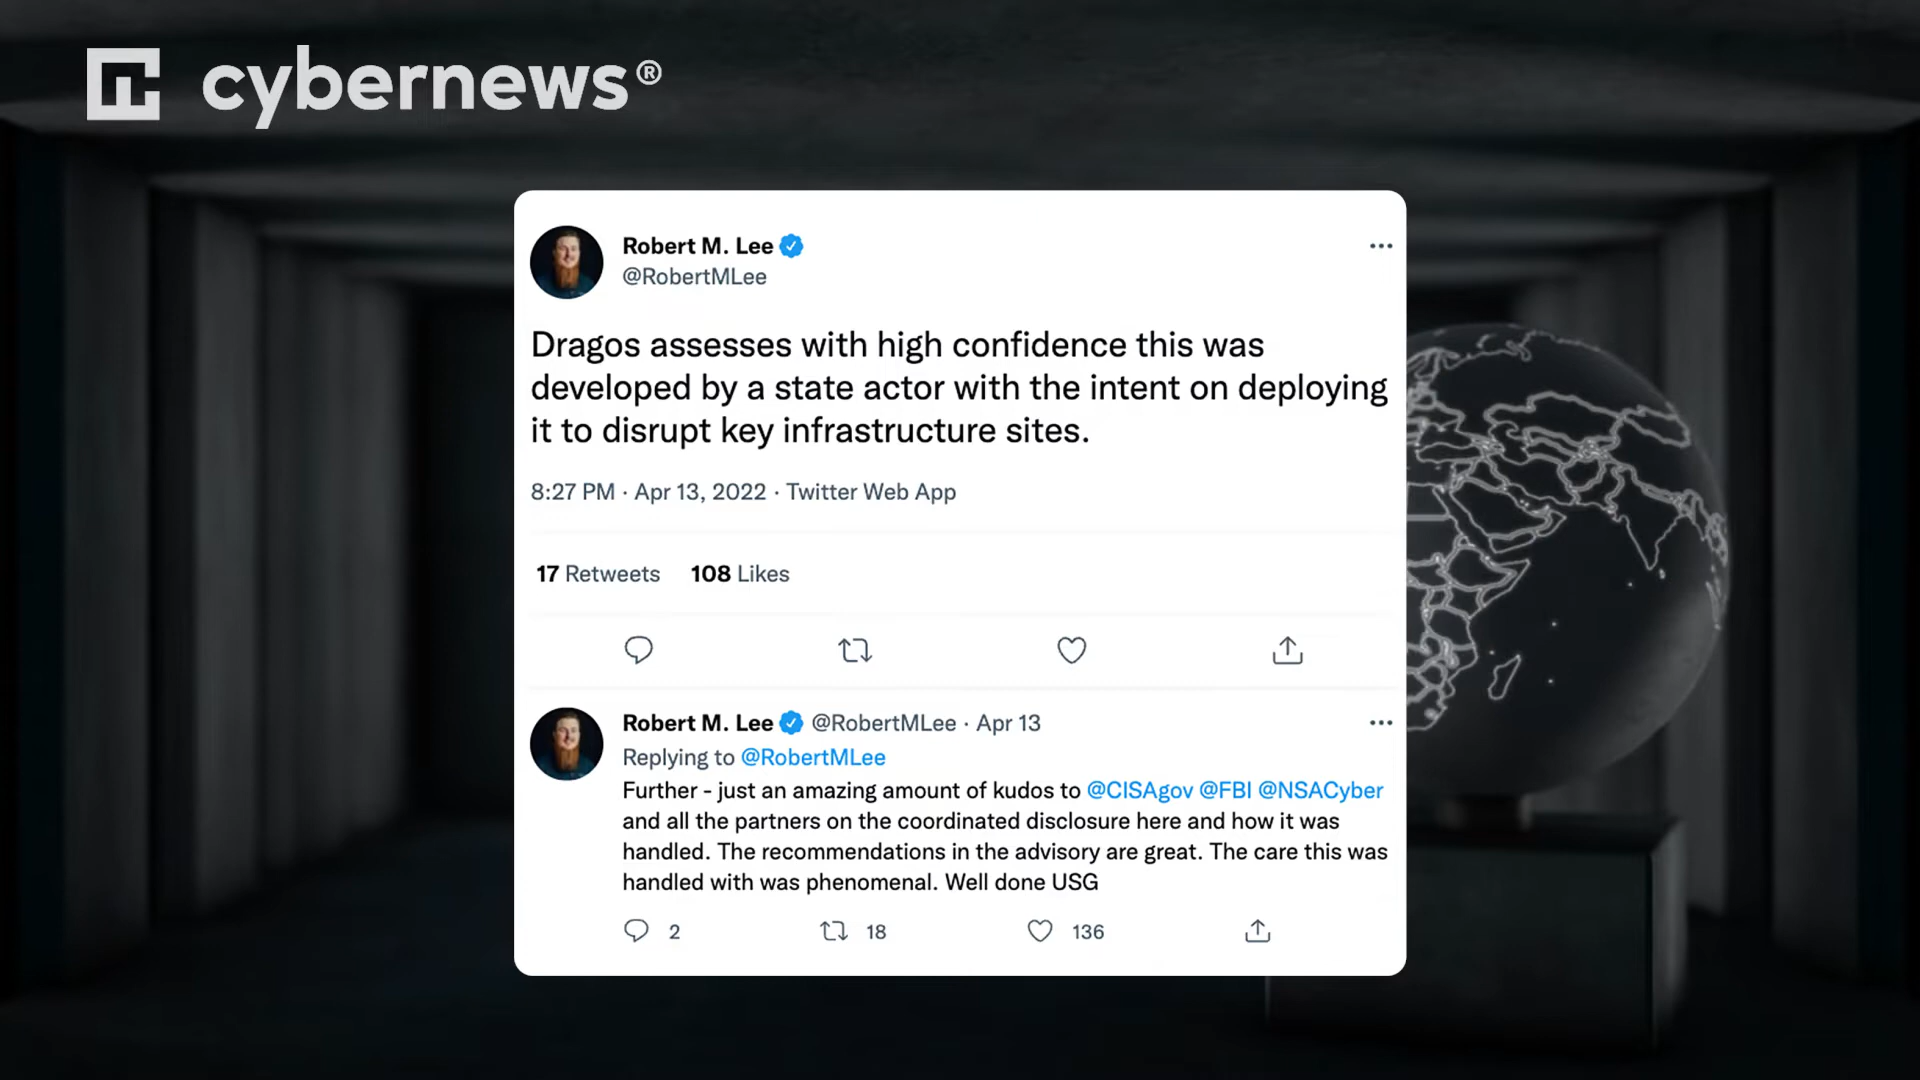 cybernews®
Robert M. Lee
@RobertMLee
Dragos assesses with high confidence this was
developed by a state actor with the intent on deploying
it to disrupt key infrastructure sites.
8:27 PM · Apr 13, 2022 · Twitter Web App
17 Retweets 108 Likes
Robert M. Lee @RobertMLee · Apr 13
Replying to @RobertMLee
Further - just an amazing amount of kudos to @CISAgov @FBI @NSACyber
and all the partners on the coordinated disclosure here and how it was
handled. The recommendations in the advisory are great. The care this was
handled with was phenomenal. Well done USG
2 18 136